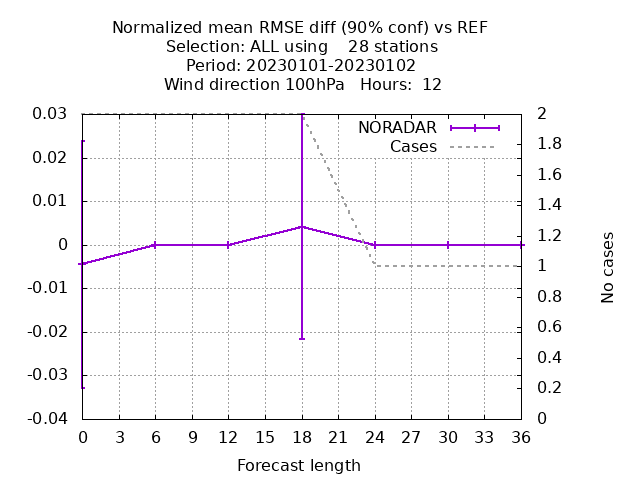 Normalized mean RMSE diff (90% conf) vs REF
Selection: ALL using    28 stations
Period: 20230101-20230102
Wind direction 100hPa   Hours:  12
NORADAR
Cases
0.03
0.02
0.01
0
-0.01
-0.02
-0.03
-0.04
2
1.8
1.6
1.4
1.2
1
0.8
0.6
0.4
0.2
0
No cases
0 3 6 9 12 15 18 21 24 27 30 33 36
Forecast length